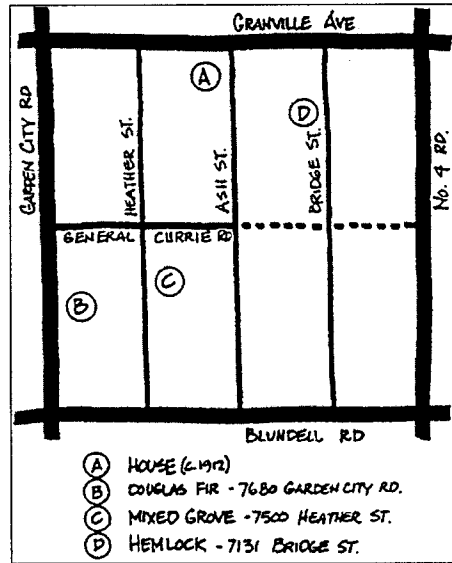 GRANVILLE AVE
GARDEN CITY RD
HEATHER ST.
ASH ST.
BRIDGE ST.
No. 4 RD.
A
D
GENERAL CURRIE RD
B
C
BLUNDELL RD
A HOUSE (c.1912)
B DOUGLAS FIR - 7680 GARDEN CITY RD.
C MIXED GROVE - 7500 HEATHER ST.
D HEMLOCK - 7131 BRIDGE ST.